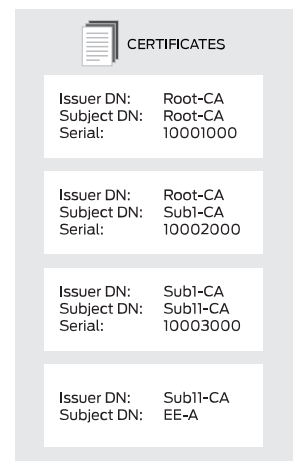 CERTIFICATES
Issuer DN: Root-CA
Subject DN: Root-CA
Serial: 10001000
Issuer DN: Root-CA
Subject DN: Sub1-CA
Serial: 10002000
Issuer DN: Sub1-CA
Subject DN: Sub11-CA
Serial: 10003000
Issuer DN: Sub11-CA
Subject DN: EE-A